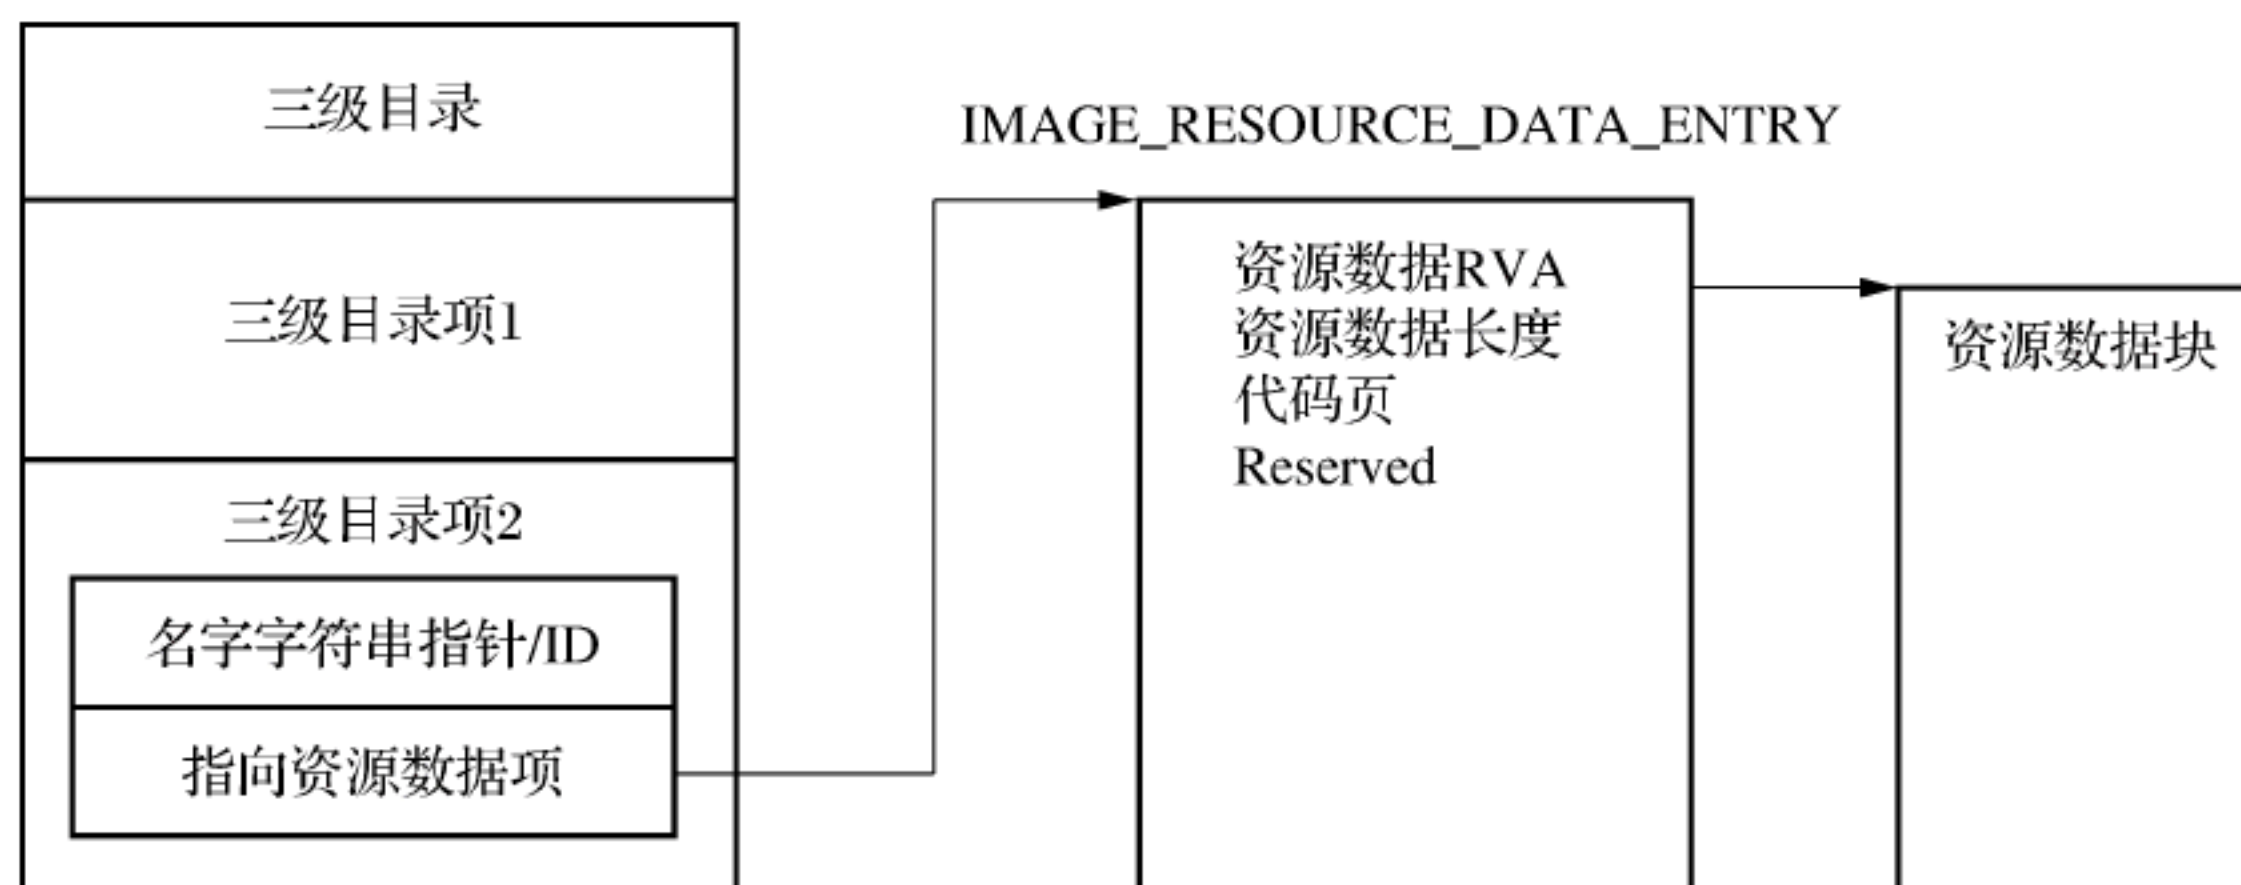 三级目录
三级目录项1
三级目录项2
名字字符串指针/ID
指向资源数据项
IMAGE_RESOURCE_DATA_ENTRY
资源数据RVA
资源数据长度
代码页
Reserved
资源数据块